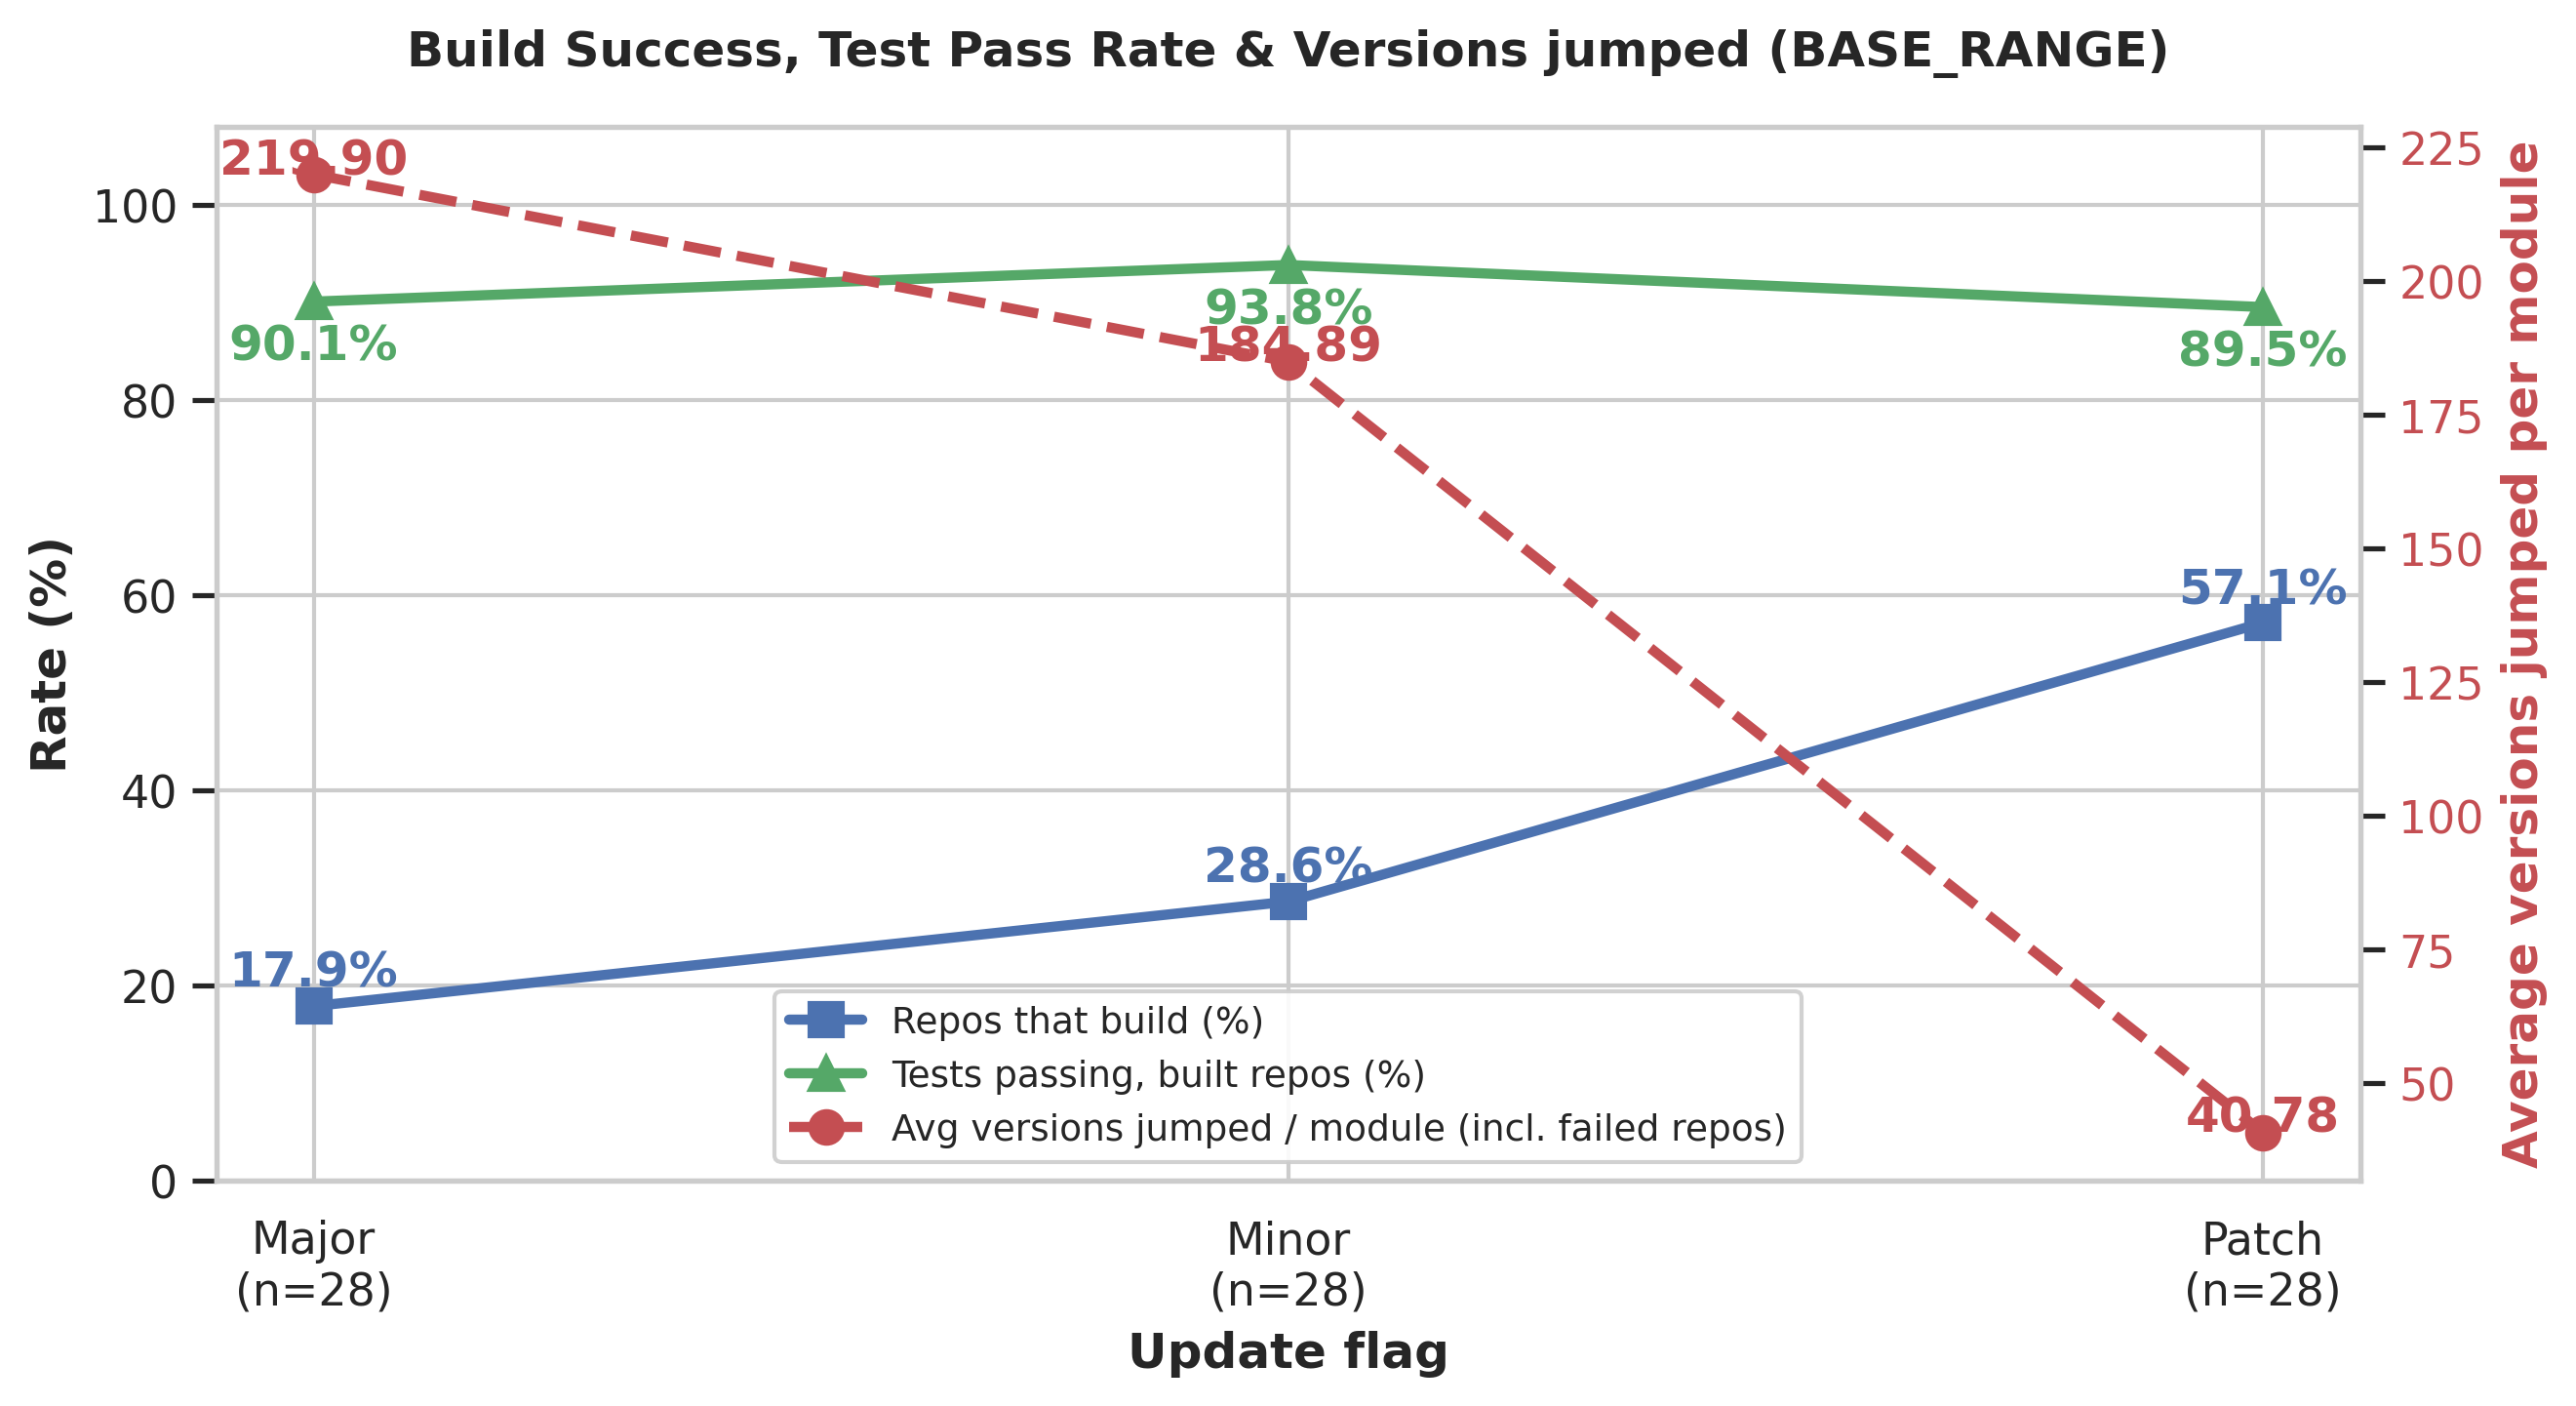 Build Success, Test Pass Rate & Versions jumped (BASE_RANGE)
Rate (%)
100
80
60
40
20
0
219.90
90.1%
17.9%
93.8%
184.89
28.6%
89.5%
57.1%
40.78
225
200
175
150
125
100
75
50
Average versions jumped per module
Repos that build (%)
Tests passing, built repos (%)
Avg versions jumped / module (incl. failed repos)
Major
(n=28)
Minor
(n=28)
Patch
(n=28)
Update flag